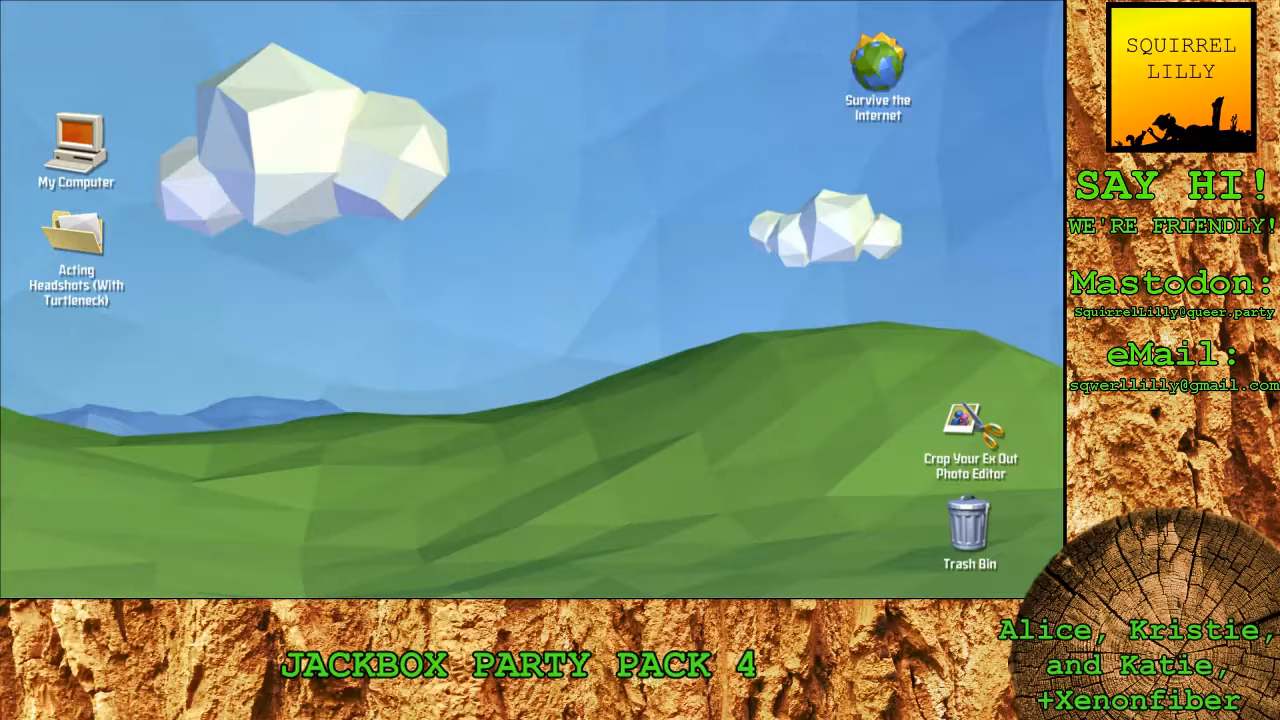 My Computer
Acting
Headshots (With
Turtleneck)
Survive the
Internet
Crop Your Ex Out
Photo Editor
Trash Bin
SQUIRREL
LILLY
SAY HI!
WE'RE FRIENDLY!
Mastodon:
SquirrelLilly@queer.party
eMail:
sqwerllilly@gmail.com
JACKBOX PARTY PACK 4
Alice, Kristie,
and Katie,
+Xenonfiber